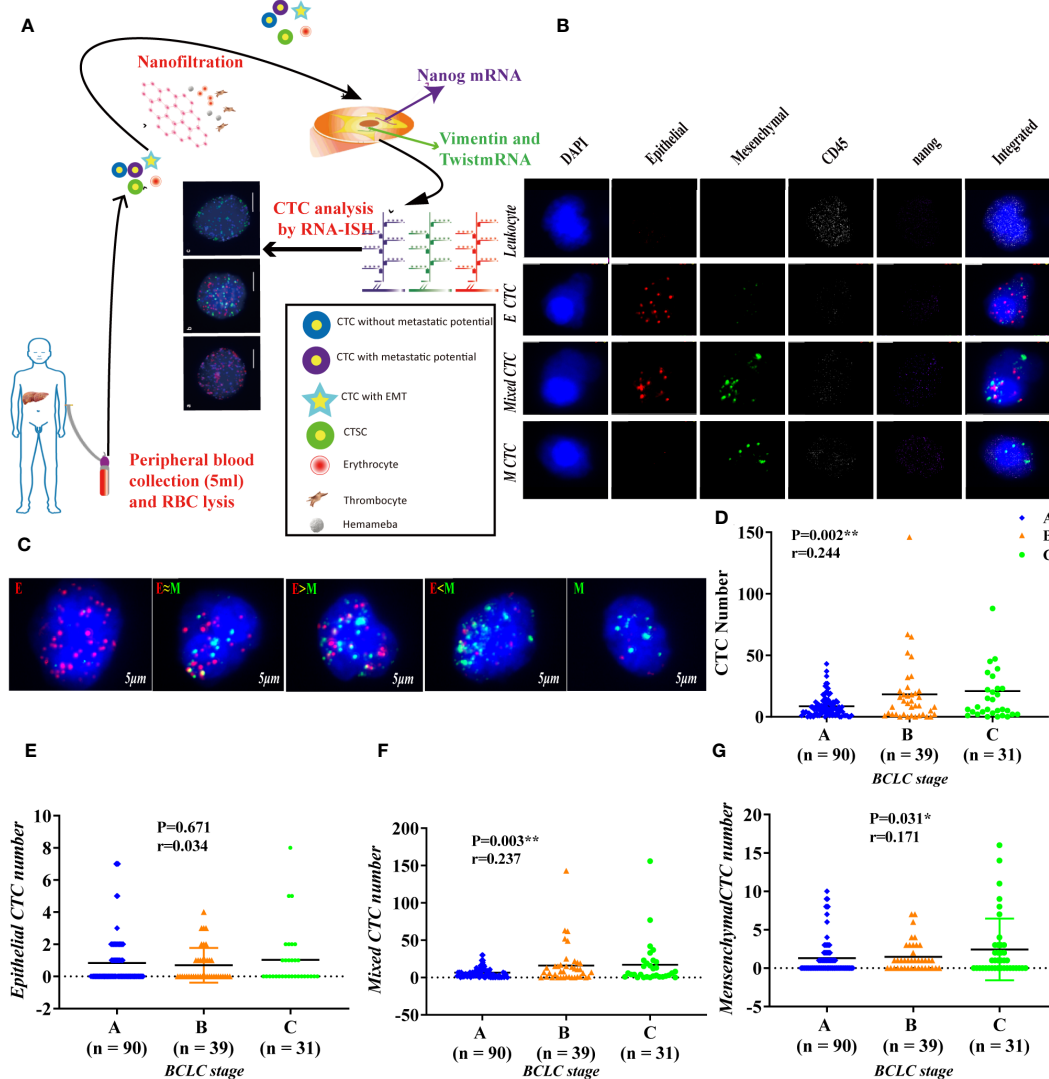 A
Nanofiltration
Nanog mRNA
Vimentin and
TwistmRNA
CTC analysis
by RNA-ISH
c
b
a
Peripheral blood
collection (5ml)
and RBC lysis
CTC without metastatic potential
CTC with metastatic potential
CTC with EMT
CTSC
Erythrocyte
Thrombocyte
Hemameba
B
DAPI
Epithelial
Mesenchymal
CD45
nanog
Integrated
Leukocyte
E CTC
Mixed CTC
M CTC
C
E
5μm
E≈M
5μm
E>M
5μm
E<M
5μm
M
5μm
D
P=0.002**
r=0.244
A
CTC Number
150
100
50
0
A
B
C
(n = 90)
(n = 39)
(n = 31)
BCLC stage
E
P=0.671
r=0.034
Epithelial CTC number
10
8
6
4
2
0
-2
A
B
C
(n = 90)
(n = 39)
(n = 31)
BCLC stage
F
P=0.003**
r=0.237
Mixed CTC number
200
150
100
50
0
-50
A
B
C
(n = 90)
(n = 39)
(n = 31)
BCLC stage
G
P=0.031*
r=0.171
MensenchymalCTC number
20
15
10
5
0
-5
A
B
C
(n = 90)
(n = 39)
(n = 31)
BCLC stage